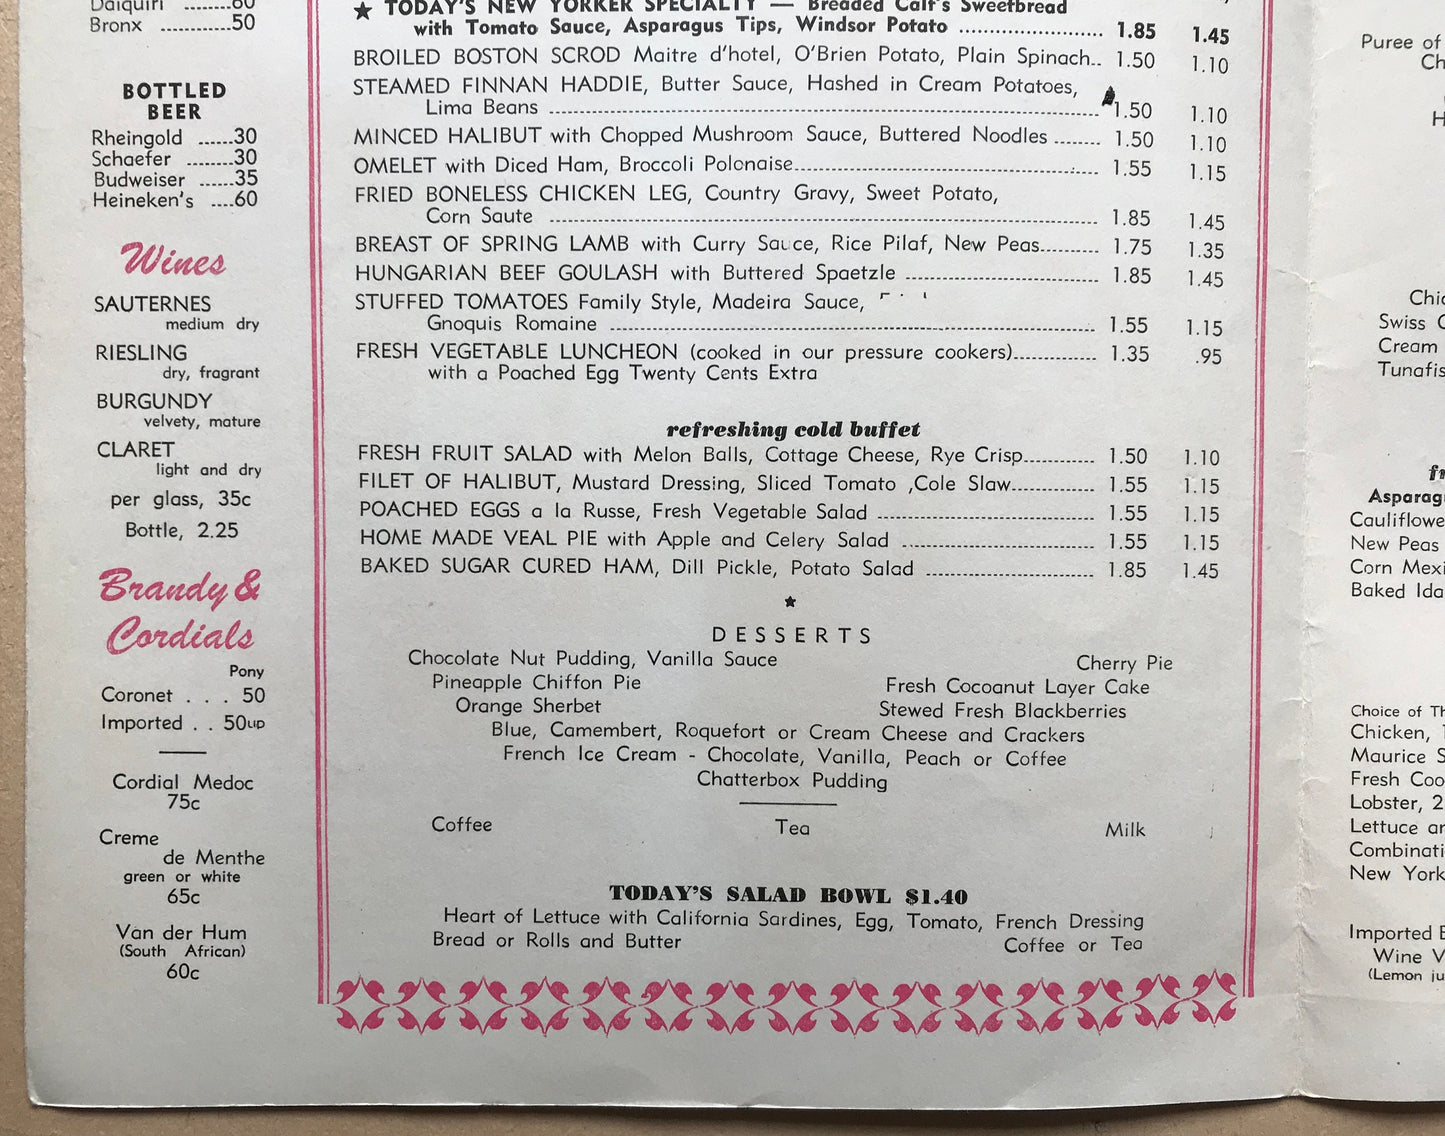 Daiquiri ........60
Bronx ............50
BOTTLED
BEER
Rheingold ......30
Schaefer ........30
Budweiser ......35
Heineken's ....60
Wines
SAUTERNES
medium dry
RIESLING
dry, fragrant
BURGUNDY
velvety, mature
CLARET
light and dry
per glass, 35c
Bottle, 2.25
Brandy &
Cordials
Pony
Coronet . . . 50
Imported . . 50up
Cordial Medoc
75c
Creme
de Menthe
green or white
65c
Van der Hum
(South African)
60c
★ TODAY'S NEW YORKER SPECIALTY — Breaded Calf's Sweetbread
with Tomato Sauce, Asparagus Tips, Windsor Potato ........................ 1.85 1.45
BROILED BOSTON SCROD Maitre d'hotel, O'Brien Potato, Plain Spinach.. 1.50 1.10
STEAMED FINNAN HADDIE, Butter Sauce, Hashed in Cream Potatoes,
Lima Beans ........................ 1.50 1.10
MINCED HALIBUT with Chopped Mushroom Sauce, Buttered Noodles ........ 1.50 1.10
OMELET with Diced Ham, Broccoli Polonaise........................ 1.55 1.15
FRIED BONELESS CHICKEN LEG, Country Gravy, Sweet Potato,
Corn Saute ........................ 1.85 1.45
BREAST OF SPRING LAMB with Curry Sauce, Rice Pilaf, New Peas.......... 1.75 1.35
HUNGARIAN BEEF GOULASH with Buttered Spaetzle ........................ 1.85 1.45
STUFFED TOMATOES Family Style, Madeira Sauce,
Gnoquis Romaine ........................ 1.55 1.15
FRESH VEGETABLE LUNCHEON (cooked in our pressure cookers).............. 1.35 .95
with a Poached Egg Twenty Cents Extra
refreshing cold buffet
FRESH FRUIT SALAD with Melon Balls, Cottage Cheese, Rye Crisp............ 1.50 1.10
FILET OF HALIBUT, Mustard Dressing, Sliced Tomato ,Cole Slaw.............. 1.55 1.15
POACHED EGGS a la Russe, Fresh Vegetable Salad ........................ 1.55 1.15
HOME MADE VEAL PIE with Apple and Celery Salad ........................ 1.55 1.15
BAKED SUGAR CURED HAM, Dill Pickle, Potato Salad ........................ 1.85 1.45
★
DESSERTS
Chocolate Nut Pudding, Vanilla Sauce Cherry Pie
Pineapple Chiffon Pie Fresh Cocoanut Layer Cake
Orange Sherbet Stewed Fresh Blackberries
Blue, Camembert, Roquefort or Cream Cheese and Crackers
French Ice Cream - Chocolate, Vanilla, Peach or Coffee
Chatterbox Pudding
Coffee Tea Milk
TODAY'S SALAD BOWL $1.40
Heart of Lettuce with California Sardines, Egg, Tomato, French Dressing
Bread or Rolls and Butter Coffee or Tea
Puree of
Ch
H
Chic
Swiss C
Cream
Tunafis
fr
Asparag
Cauliflowe
New Peas
Corn Mexi
Baked Ida
Choice of Th
Chicken,
Maurice S
Fresh Coo
Lobster, 2
Lettuce an
Combinati
New York
Imported
Wine V
(Lemon ju